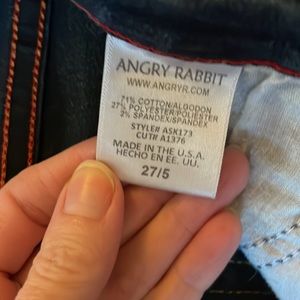 ANGRY RABBIT
WWW.ANGRYR.COM
71% COTTON/ALGODON
27% POLYESTER/POLIESTER
2% SPANDEX/SPANDEX
STYLE# ASK173
CUT# A1376
MADE IN THE U.S.A.
HECHO EN EE. UU.
27/5